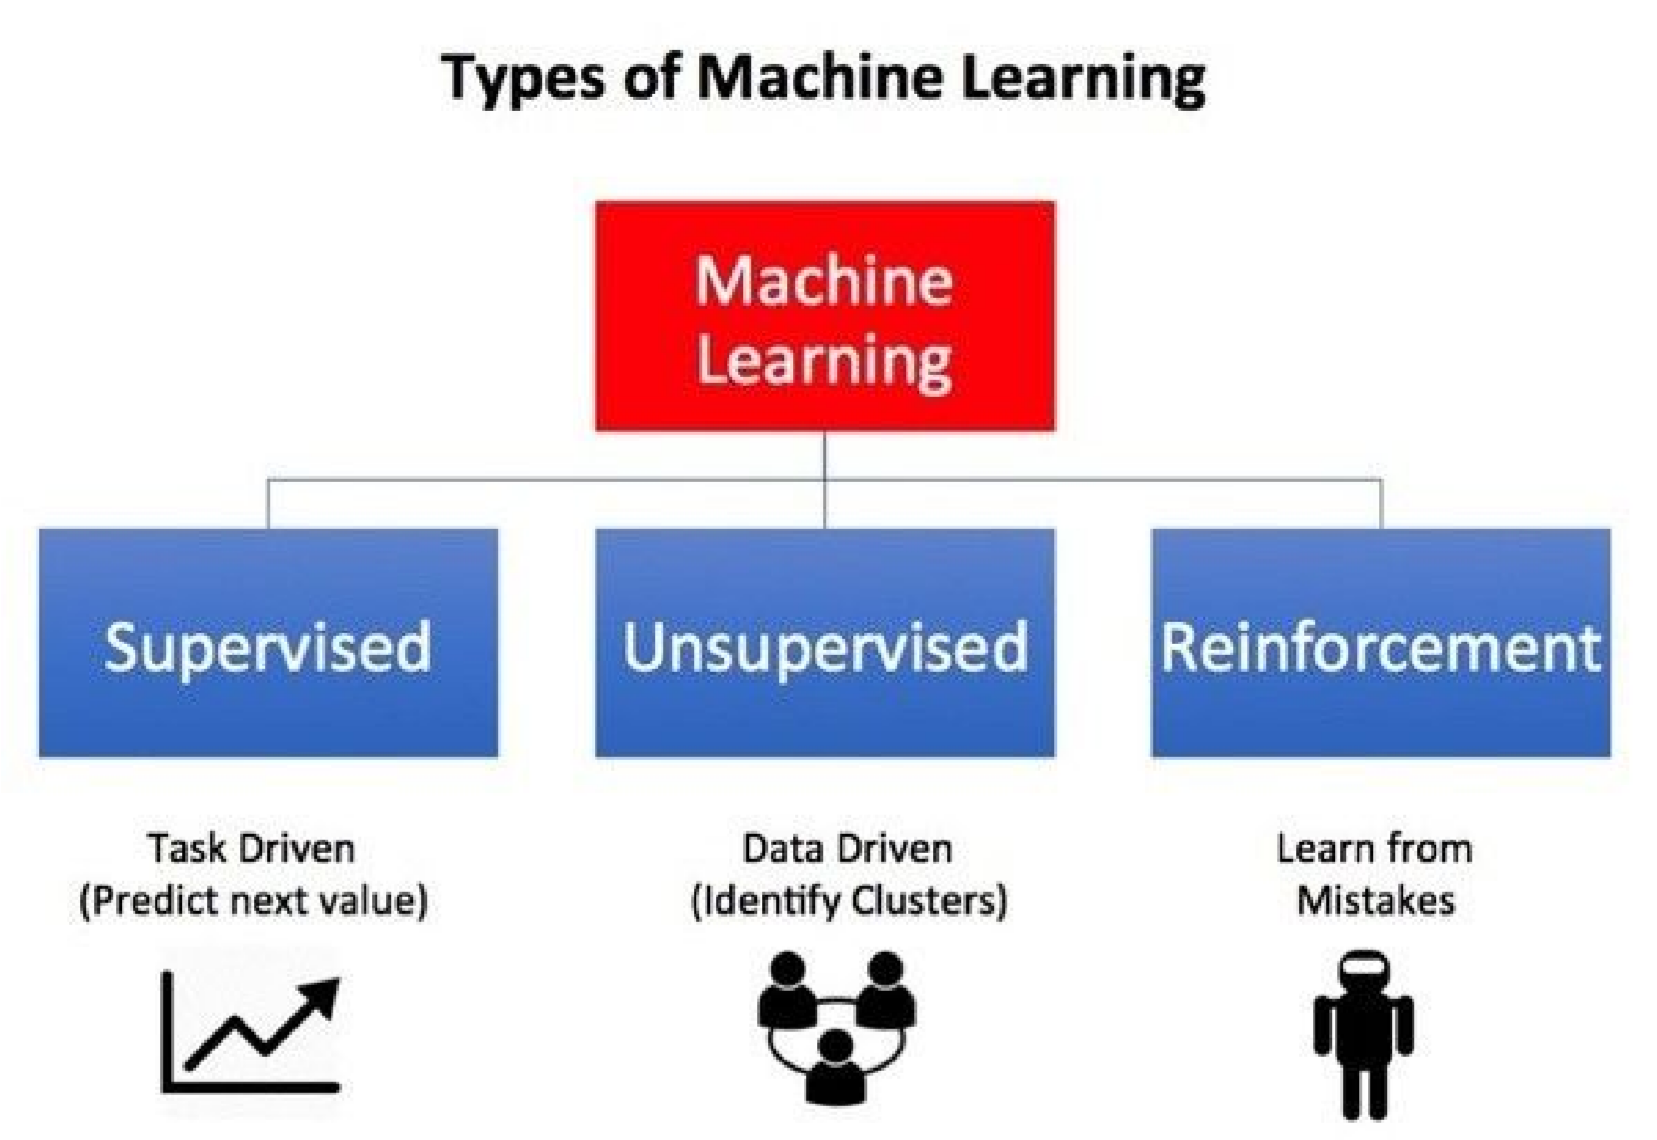 Types of Machine Learning
Machine
Learning
Supervised
Unsupervised
Reinforcement
Task Driven
(Predict next value)
Data Driven
(Identify Clusters)
Learn from
Mistakes